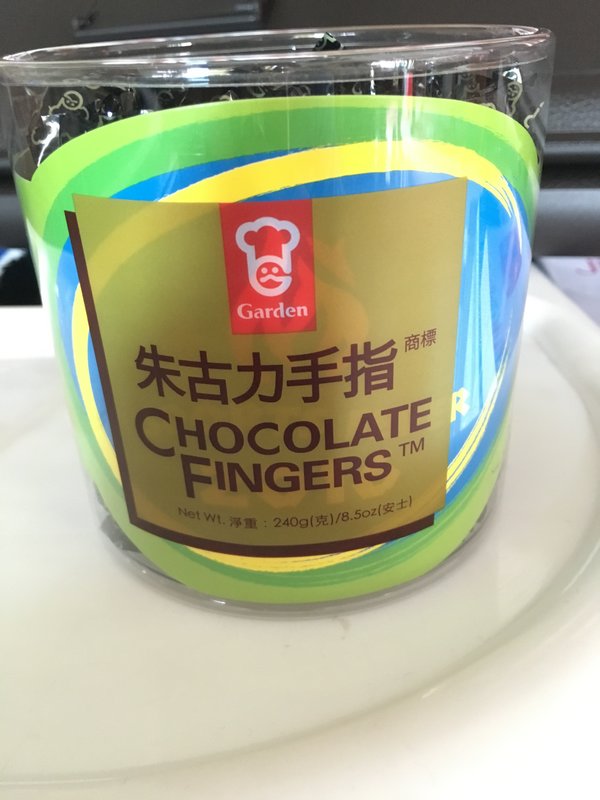 Garden
朱古力手指 商標
CHOCOLATE
FINGERS™
Net Wt. 淨重：240g(克)/8.5oz(安士)